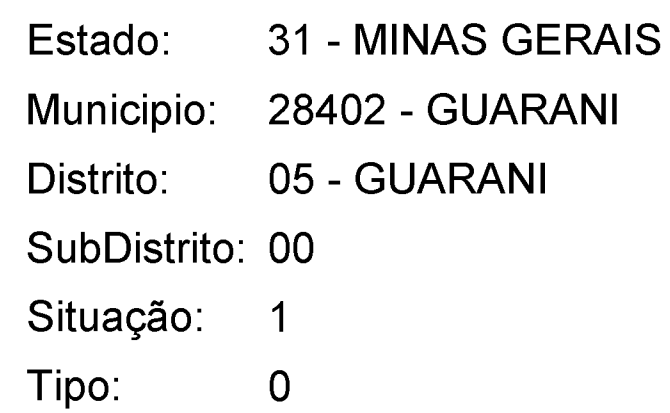 Estado: 31 - MINAS GERAIS
Municipio: 28402 - GUARANI
Distrito: 05 - GUARANI
SubDistrito: 00
Situação: 1
Tipo: 0